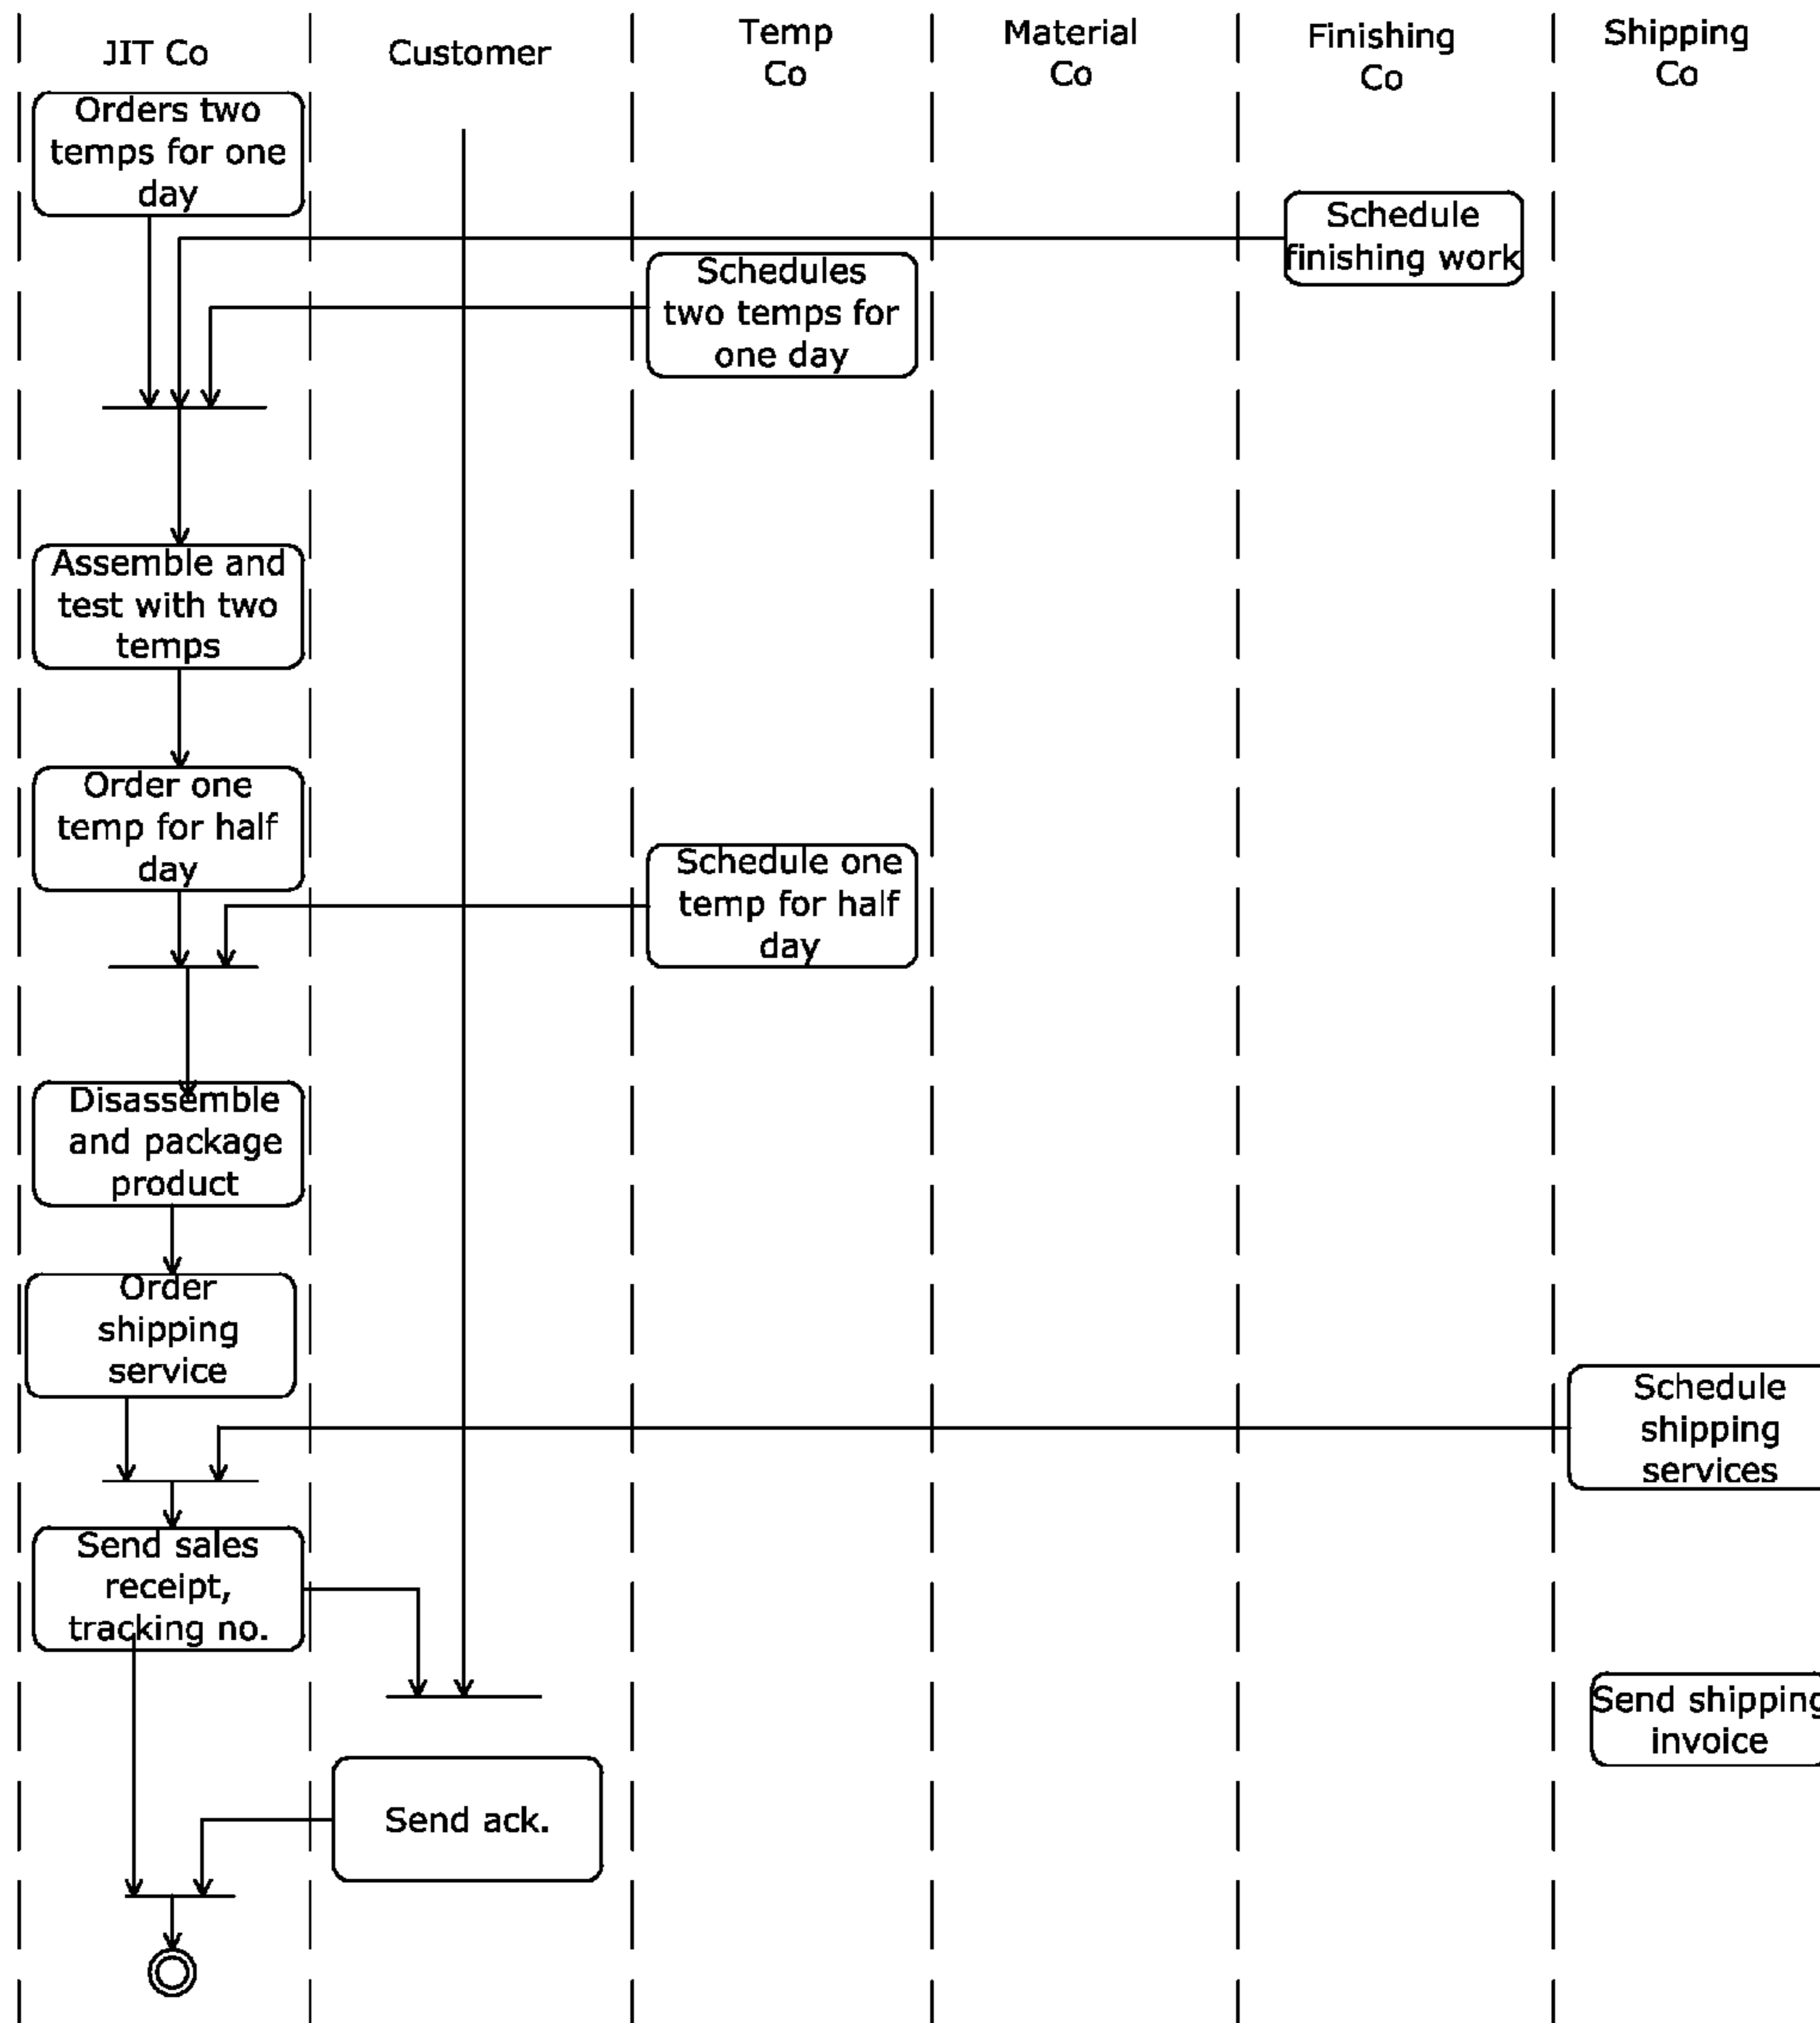 JIT Co
Customer
Temp
Co
Material
Co
Finishing
Co
Shipping
Co
Orders two
temps for one
day
Schedule
finishing work
Schedules
two temps for
one day
Assemble and
test with two
temps
Order one
temp for half
day
Schedule one
temp for half
day
Disassemble
and package
product
Order
shipping
service
Schedule
shipping
services
Send sales
receipt,
tracking no.
Send shipping
invoice
Send ack.